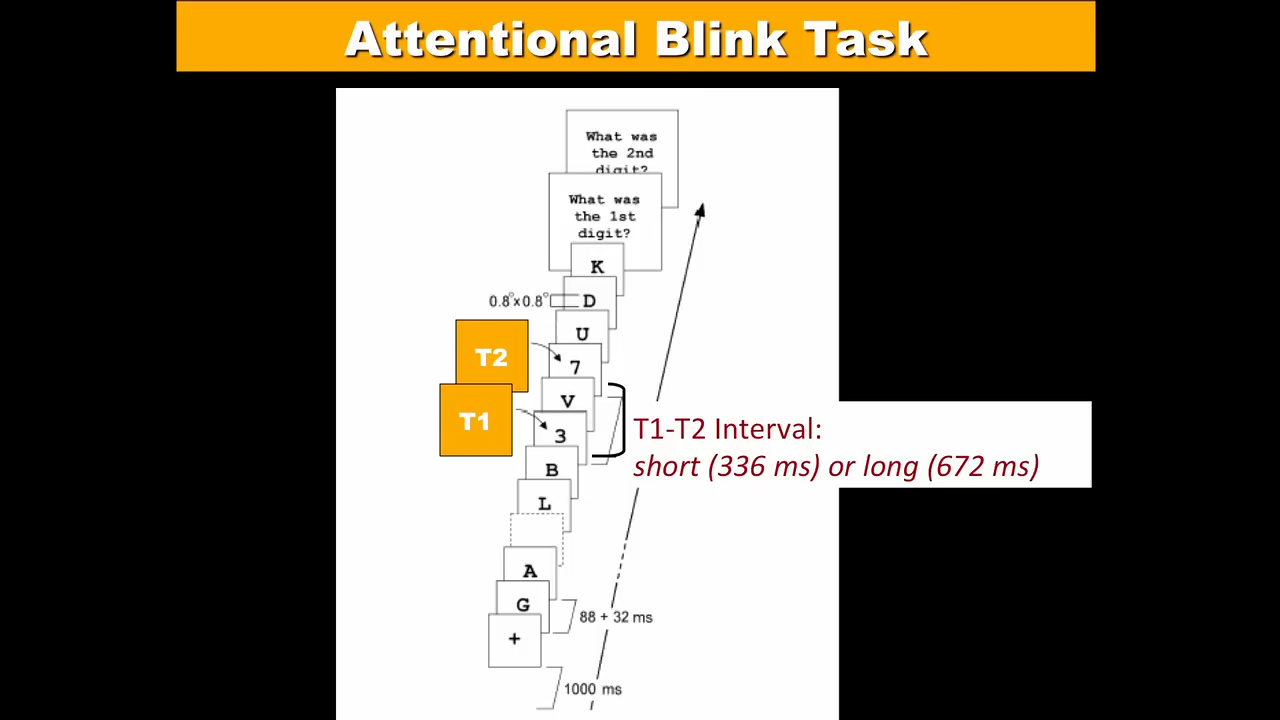 Attentional Blink Task
What was
the 2nd
digit?
What was
the 1st
digit?
K
0.8°x0.8°
D
U
T2
7
V
T1
3
T1-T2 Interval:
short (336 ms) or long (672 ms)
B
L
A
G
88 + 32 ms
+
1000 ms